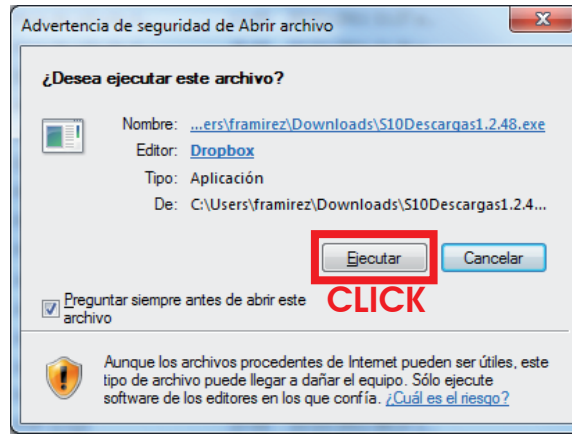 Advertencia de seguridad de Abrir archivo
¿Desea ejecutar este archivo?
Nombre: ...ers\framirez\Downloads\S10Descargas1.2.48.exe
Editor: Dropbox
Tipo: Aplicación
De: C:\Users\framirez\Downloads\S10Descargas1.2.4...
Ejecutar Cancelar
CLICK
Preguntar siempre antes de abrir este
archivo
Aunque los archivos procedentes de Internet pueden ser útiles, este
tipo de archivo puede llegar a dañar el equipo. Sólo ejecute
software de los editores en los que confía. ¿Cuál es el riesgo?